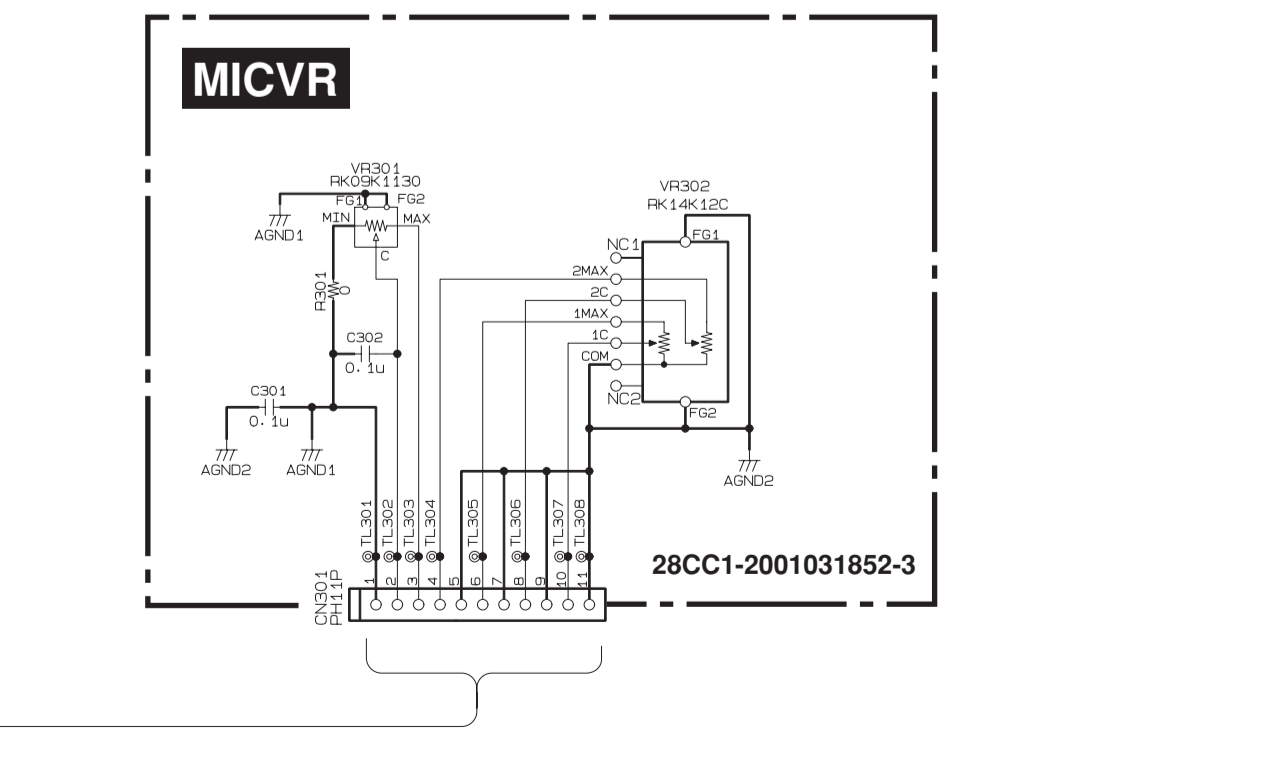 MICVR
VR301
RK09K1130
FG1
FG2
MIN
MAX
C
AGND1
R301
0
C302
0.1u
C301
0.1u
AGND2
AGND1
VR302
RK14K12C
FG1
NC1
2MAX
2C
1MAX
1C
COM
NC2
FG2
AGND2
TL301
TL302
TL303
TL304
TL305
TL306
TL307
TL308
28CC1-2001031852-3
1
2
3
4
5
6
7
8
9
10
11
CN301
PH11P